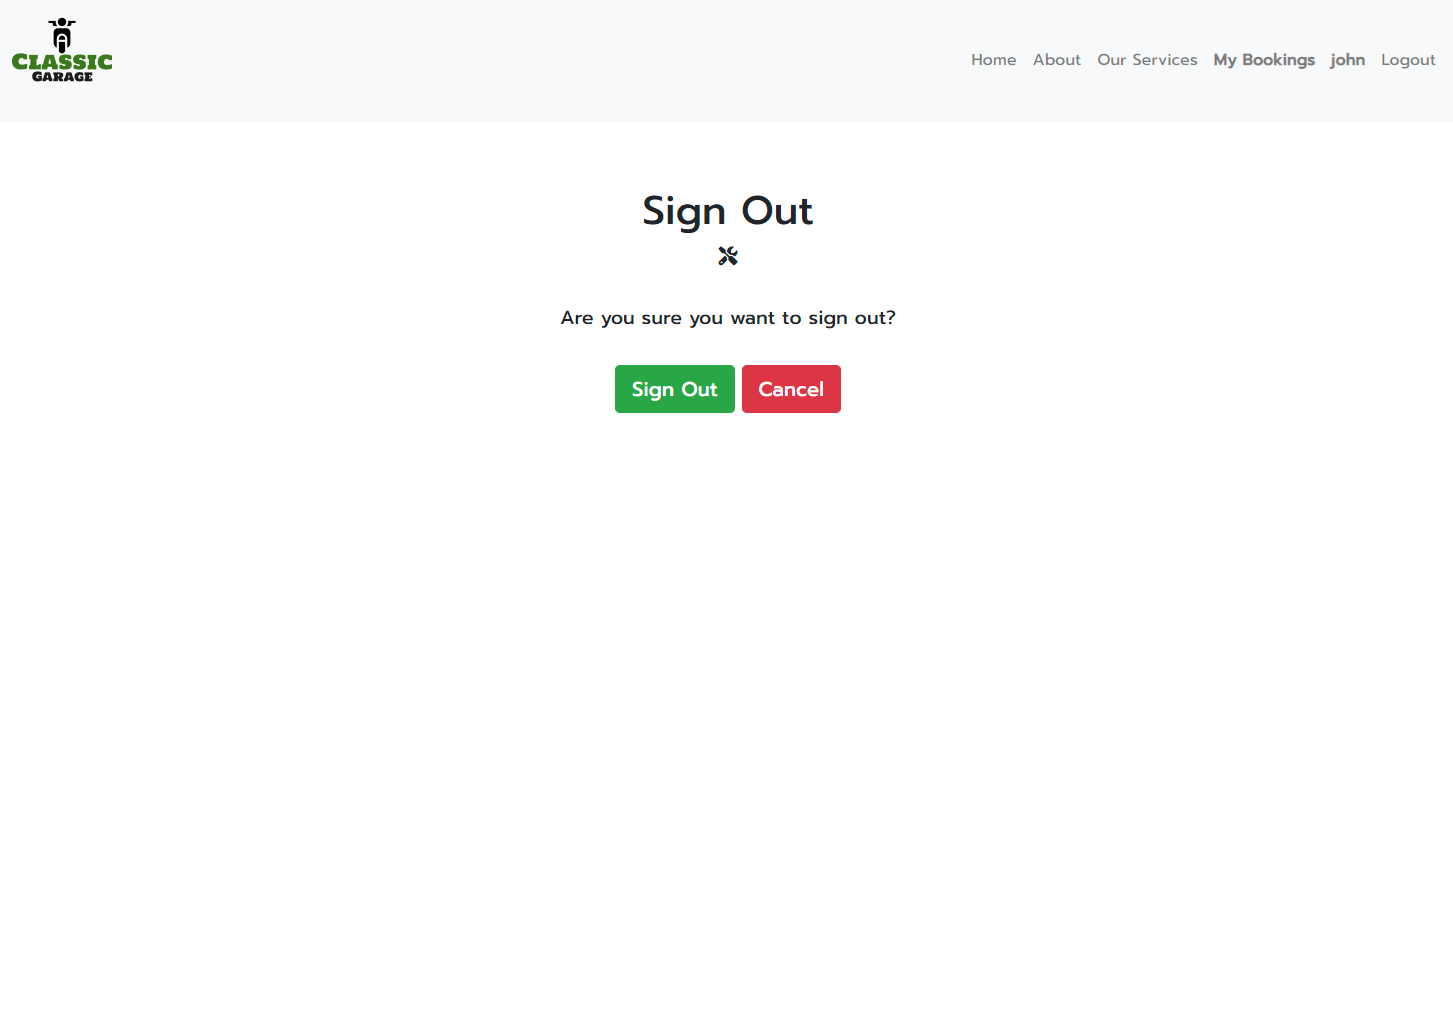 CLASSIC
GARAGE
Home About Our Services My Bookings john Logout
Sign Out
Are you sure you want to sign out?
Sign Out Cancel